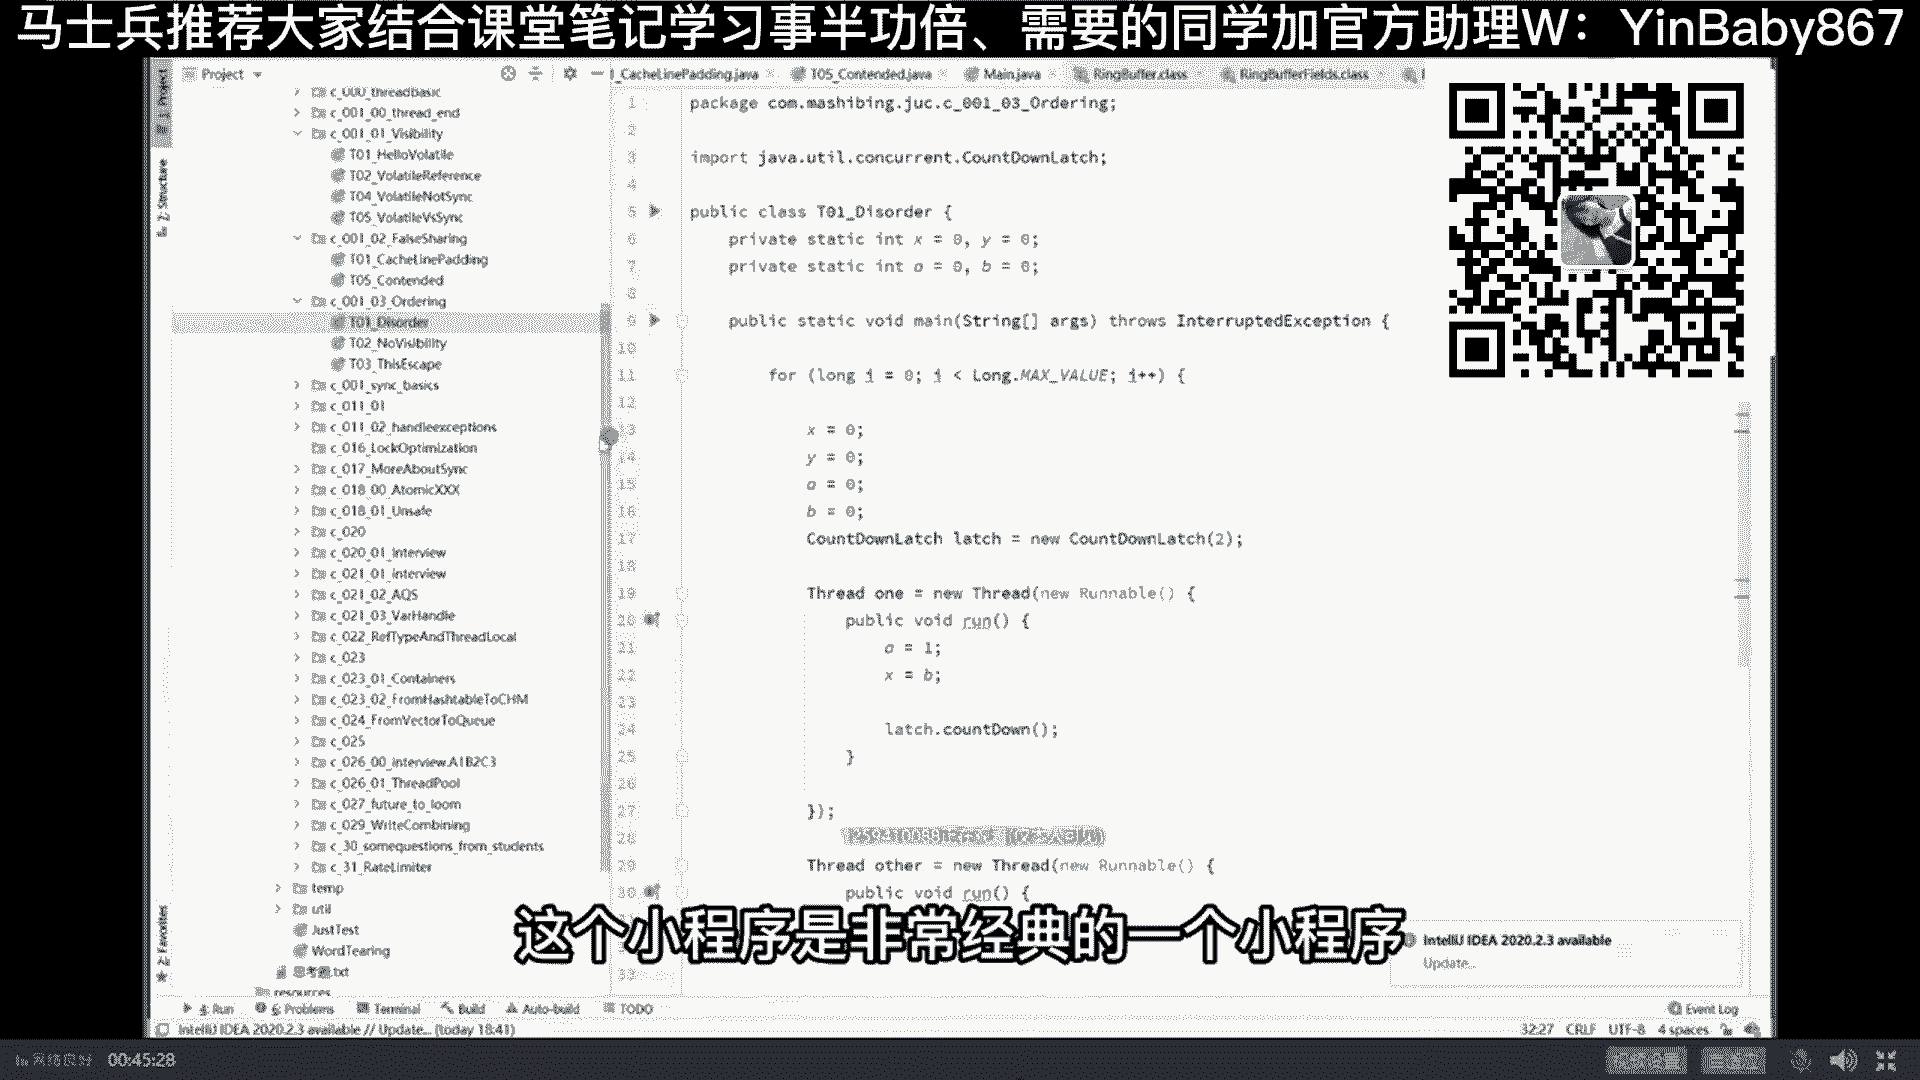 马士兵推荐大家结合课堂笔记学习事半功倍、需要的同学加官方助理W：YinBaby867
1: Project
Z: Structure
2: Favorites
Project
c_000_threadbasic
c_001_00_thread_end
c_001_01_Visibility
T01_HelloVolatile
T02_VolatileReference
T04_VolatileNotSync
T05_VolatileVsSync
c_001_02_FalseSharing
T01_CacheLinePadding
T05_Contended
c_001_03_Ordering
T01_Disorder
T02_NoVisibility
T03_ThisEscape
c_001_sync_basics
c_011_01
c_011_02_handleexceptions
c_016_LockOptimization
c_017_MoreAboutSync
c_018_00_AtomicXXX
c_018_01_Unsafe
c_020
c_020_01_Interview
c_021_01_interview
c_021_02_AQS
c_021_03_VarHandle
c_022_RefTypeAndThreadLocal
c_023
c_023_01_Containers
c_023_02_FromHashtableToCHM
c_024_FromVectorToQueue
c_025
c_026_00_interview.A1B2C3
c_026_01_ThreadPool
c_027_future_to_loom
c_029_WriteCombining
c_30_somequestions_from_students
c_31_RateLimiter
temp
util
JustTest
WordTearing
思考题.txt
resources
CacheLinePadding.java
T05_Contended.java
Main.java
RingBuffer.class
RingBufferFields.class
1 package com.mashibing.juc.c_001_03_Ordering;
2
3 import java.util.concurrent.CountDownLatch;
4
5 public class T01_Disorder {
6 private static int x = 0, y = 0;
7 private static int a = 0, b = 0;
8
9 public static void main(String[] args) throws InterruptedException {
10
11 for (long i = 0; i < Long.MAX_VALUE; i++) {
12
13 x = 0;
14 y = 0;
15 a = 0;
16 b = 0;
17 CountDownLatch latch = new CountDownLatch(2);
18
19 Thread one = new Thread(new Runnable() {
20 public void run() {
21 a = 1;
22 x = b;
23
24 latch.countDown();
25 }
26
27 });
28
29 Thread other = new Thread(new Runnable() {
30 public void run() {
33
这个小程序是非常经典的一个小程序
IntelliJ IDEA 2020.2.3 available
Update...
4: Run
6: Problems
Terminal
Build
Auto-build
TODO
Event Log
IntelliJ IDEA 2020.2.3 available // Update... (today 18:41)
32:27 CRLF UTF-8 4 spaces
00:45:28